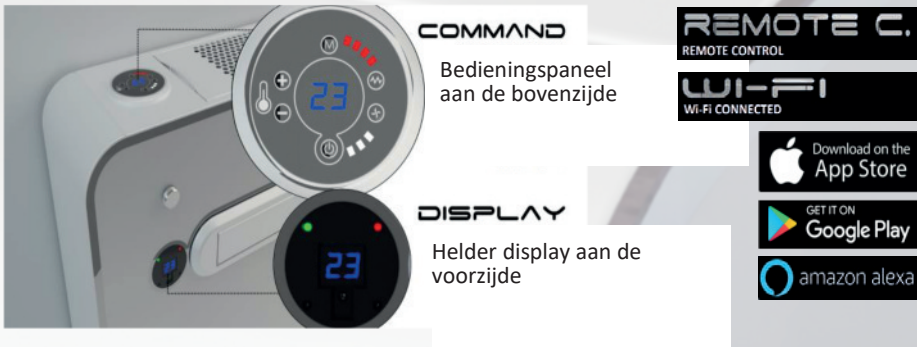 COMMAND
Bedieningspaneel
aan de bovenzijde
M
23
DISPLAY
Helder display aan de
voorzijde
23
REMOTE C.
REMOTE CONTROL
WI-FI
Wi-Fi CONNECTED
Download on the
App Store
GET IT ON
Google Play
amazon alexa